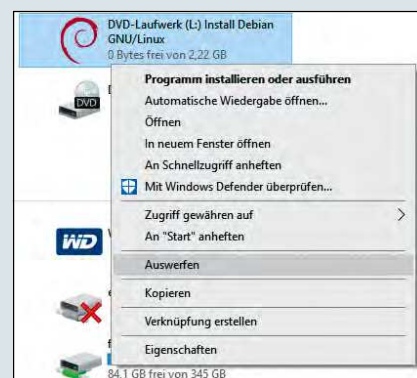 DVD-Laufwerk (L:) Install Debian
GNU/Linux
0 Bytes frei von 2,22 GB
DVD
Programm installieren oder ausführen
Automatische Wiedergabe öffnen...
Öffnen
In neuem Fenster öffnen
An Schnellzugriff anheften
Mit Windows Defender überprüfen...
Zugriff gewähren auf
An "Start" anheften
WD
Auswerfen
Kopieren
Verknüpfung erstellen
Eigenschaften
84,1 GB frei von 345 GB